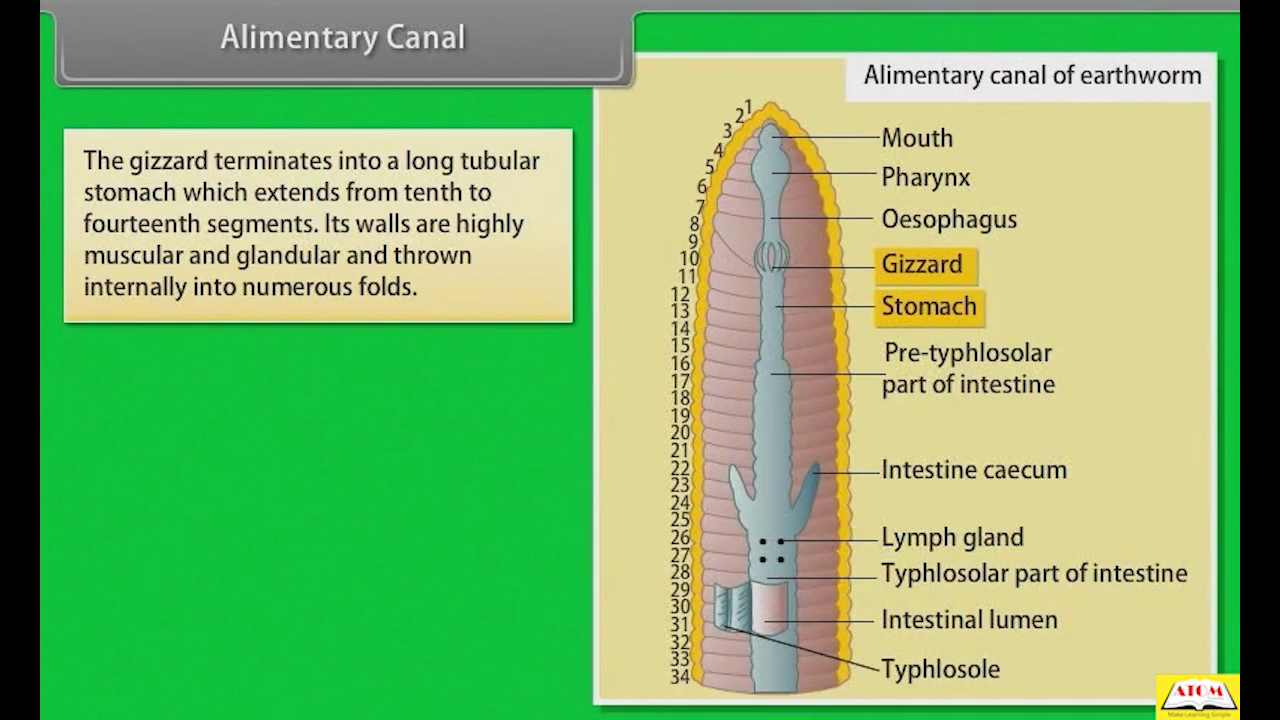 Alimentary Canal
Alimentary canal of earthworm
The gizzard terminates into a long tubular
stomach which extends from tenth to
fourteenth segments. Its walls are highly
muscular and glandular and thrown
internally into numerous folds.
1
2
3
4
5
6
7
8
9
10
11
12
13
14
15
16
17
18
19
20
21
22
23
24
25
26
27
28
29
30
31
32
33
34
Mouth
Pharynx
Oesophagus
Gizzard
Stomach
Pre-typhlosolar
part of intestine
Intestine caecum
Lymph gland
Typhlosolar part of intestine
Intestinal lumen
Typhlosole
ATOM
Make Learning Simple